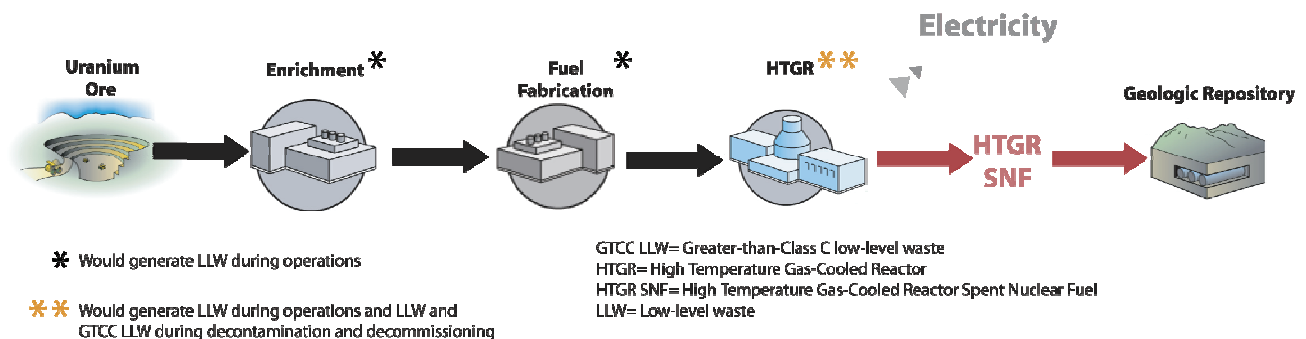 Electricity
Uranium
Ore
Enrichment*
Fuel *
Fabrication
HTGR**
Geologic Repository
HTGR
SNF
* Would generate LLW during operations
** Would generate LLW during operations and LLW and
GTCC LLW during decontamination and decommissioning
GTCC LLW= Greater-than-Class C low-level waste
HTGR= High Temperature Gas-Cooled Reactor
HTGR SNF= High Temperature Gas-Cooled Reactor Spent Nuclear Fuel
LLW= Low-level waste